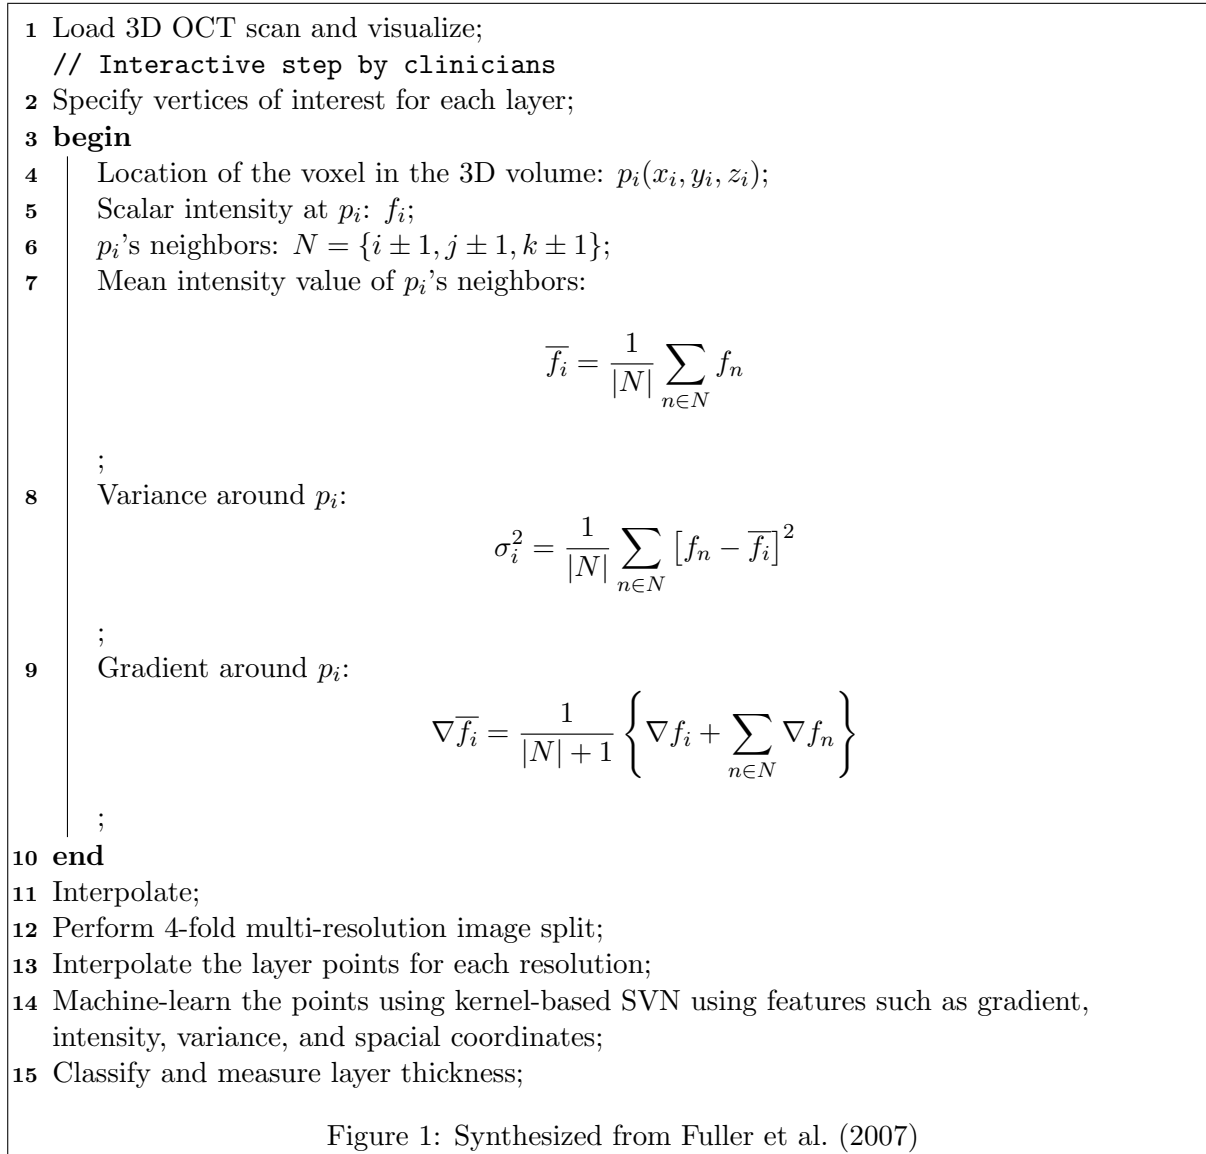 1 Load 3D OCT scan and visualize;
// Interactive step by clinicians
2 Specify vertices of interest for each layer;
3 begin
4 Location of the voxel in the 3D volume: $p_i(x_i, y_i, z_i)$;
5 Scalar intensity at $p_i$: $f_i$;
6 $p_i$'s neighbors: $N = \{i \pm 1, j \pm 1, k \pm 1\}$;
7 Mean intensity value of $p_i$'s neighbors:
$\overline{f_i} = \frac{1}{|N|} \sum_{n \in N} f_n$
;
8 Variance around $p_i$:
$\sigma_i^2 = \frac{1}{|N|} \sum_{n \in N} \left[ f_n - \overline{f_i} \right]^2$
;
9 Gradient around $p_i$:
$\nabla \overline{f_i} = \frac{1}{|N| + 1} \left\{ \nabla f_i + \sum_{n \in N} \nabla f_n \right\}$
;
10 end
11 Interpolate;
12 Perform 4-fold multi-resolution image split;
13 Interpolate the layer points for each resolution;
14 Machine-learn the points using kernel-based SVN using features such as gradient,
intensity, variance, and spacial coordinates;
15 Classify and measure layer thickness;
Figure 1: Synthesized from Fuller et al. (2007)